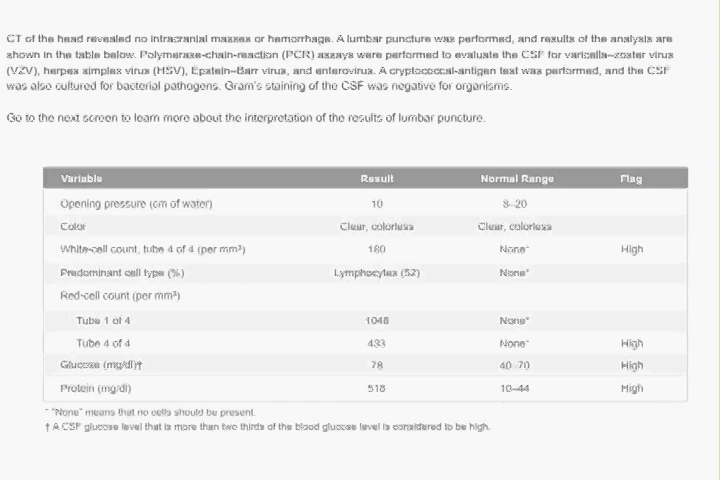 CT of the head revealed no intracranial masses or hemorrhage. A lumbar puncture was performed, and results of the analysis are
shown in the table below. Polymerase-chain-reaction (PCR) assays were performed to evaluate the CSF for varicella–zoster virus
(VZV), herpes simplex virus (HSV), Epstein–Barr virus, and enterovirus. A cryptococcal-antigen test was performed, and the CSF
was also cultured for bacterial pathogens. Gram's staining of the CSF was negative for organisms.
Go to the next screen to learn more about the interpretation of the results of lumbar puncture.
Variable Result Normal Range Flag
Opening pressure (cm of water) 10 8–20
Color Clear, colorless Clear, colorless
White-cell count, tube 4 of 4 (per mm³) 180 None* High
Predominant cell type (%) Lymphocytes (52) None*
Red-cell count (per mm³)
Tube 1 of 4 1048 None*
Tube 4 of 4 433 None* High
Glucose (mg/dl)† 78 40–70 High
Protein (mg/dl) 518 10–44 High
* "None" means that no cells should be present.
† A CSF glucose level that is more than two thirds of the blood glucose level is considered to be high.